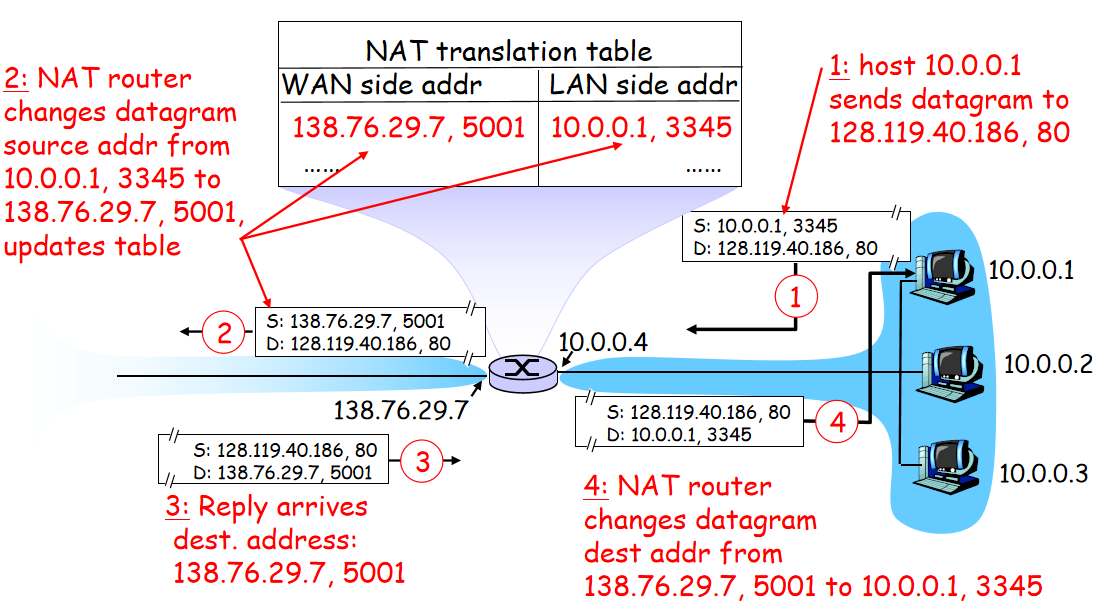 NAT translation table
WAN side addr LAN side addr
138.76.29.7, 5001 10.0.0.1, 3345
...... ......
2: NAT router
changes datagram
source addr from
10.0.0.1, 3345 to
138.76.29.7, 5001,
updates table
1: host 10.0.0.1
sends datagram to
128.119.40.186, 80
S: 10.0.0.1, 3345
D: 128.119.40.186, 80
1
10.0.0.1
S: 138.76.29.7, 5001
D: 128.119.40.186, 80
2
10.0.0.4
10.0.0.2
138.76.29.7
S: 128.119.40.186, 80
D: 10.0.0.1, 3345
4
S: 128.119.40.186, 80
D: 138.76.29.7, 5001
3
10.0.0.3
3: Reply arrives
dest. address:
138.76.29.7, 5001
4: NAT router
changes datagram
dest addr from
138.76.29.7, 5001 to 10.0.0.1, 3345